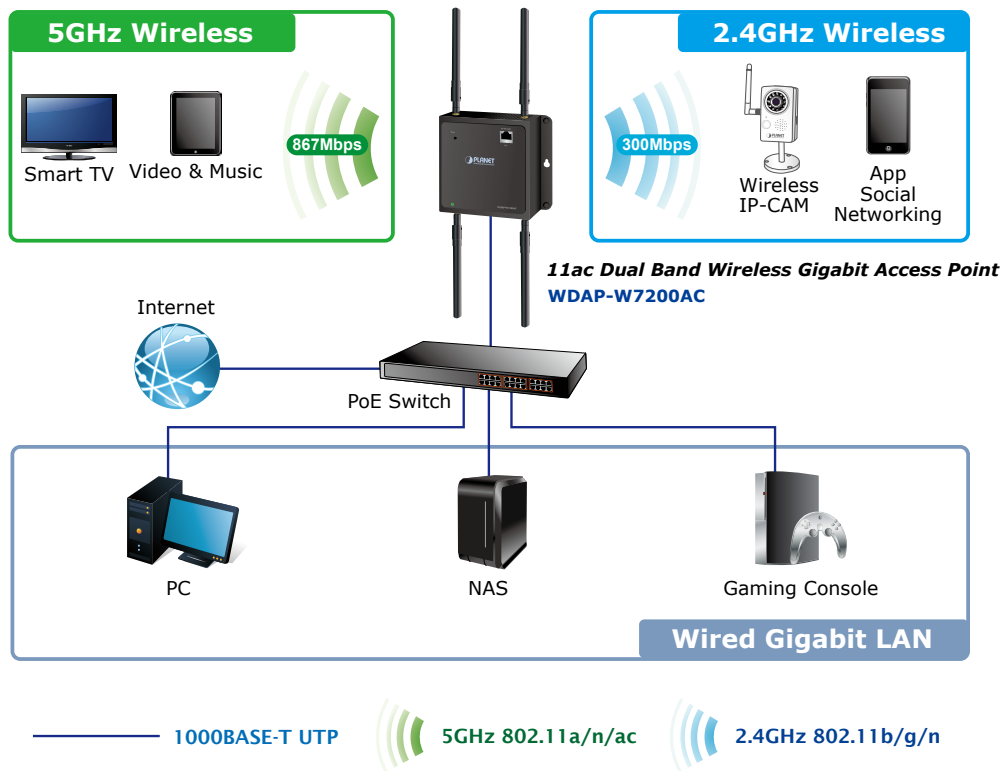 5GHz Wireless
2.4GHz Wireless
867Mbps
300Mbps
PLANET
Smart TV
Video & Music
Wireless
IP-CAM
App
Social
Networking
11ac Dual Band Wireless Gigabit Access Point
WDAP-W7200AC
Internet
PoE Switch
PC
NAS
Gaming Console
Wired Gigabit LAN
1000BASE-T UTP
5GHz 802.11a/n/ac
2.4GHz 802.11b/g/n